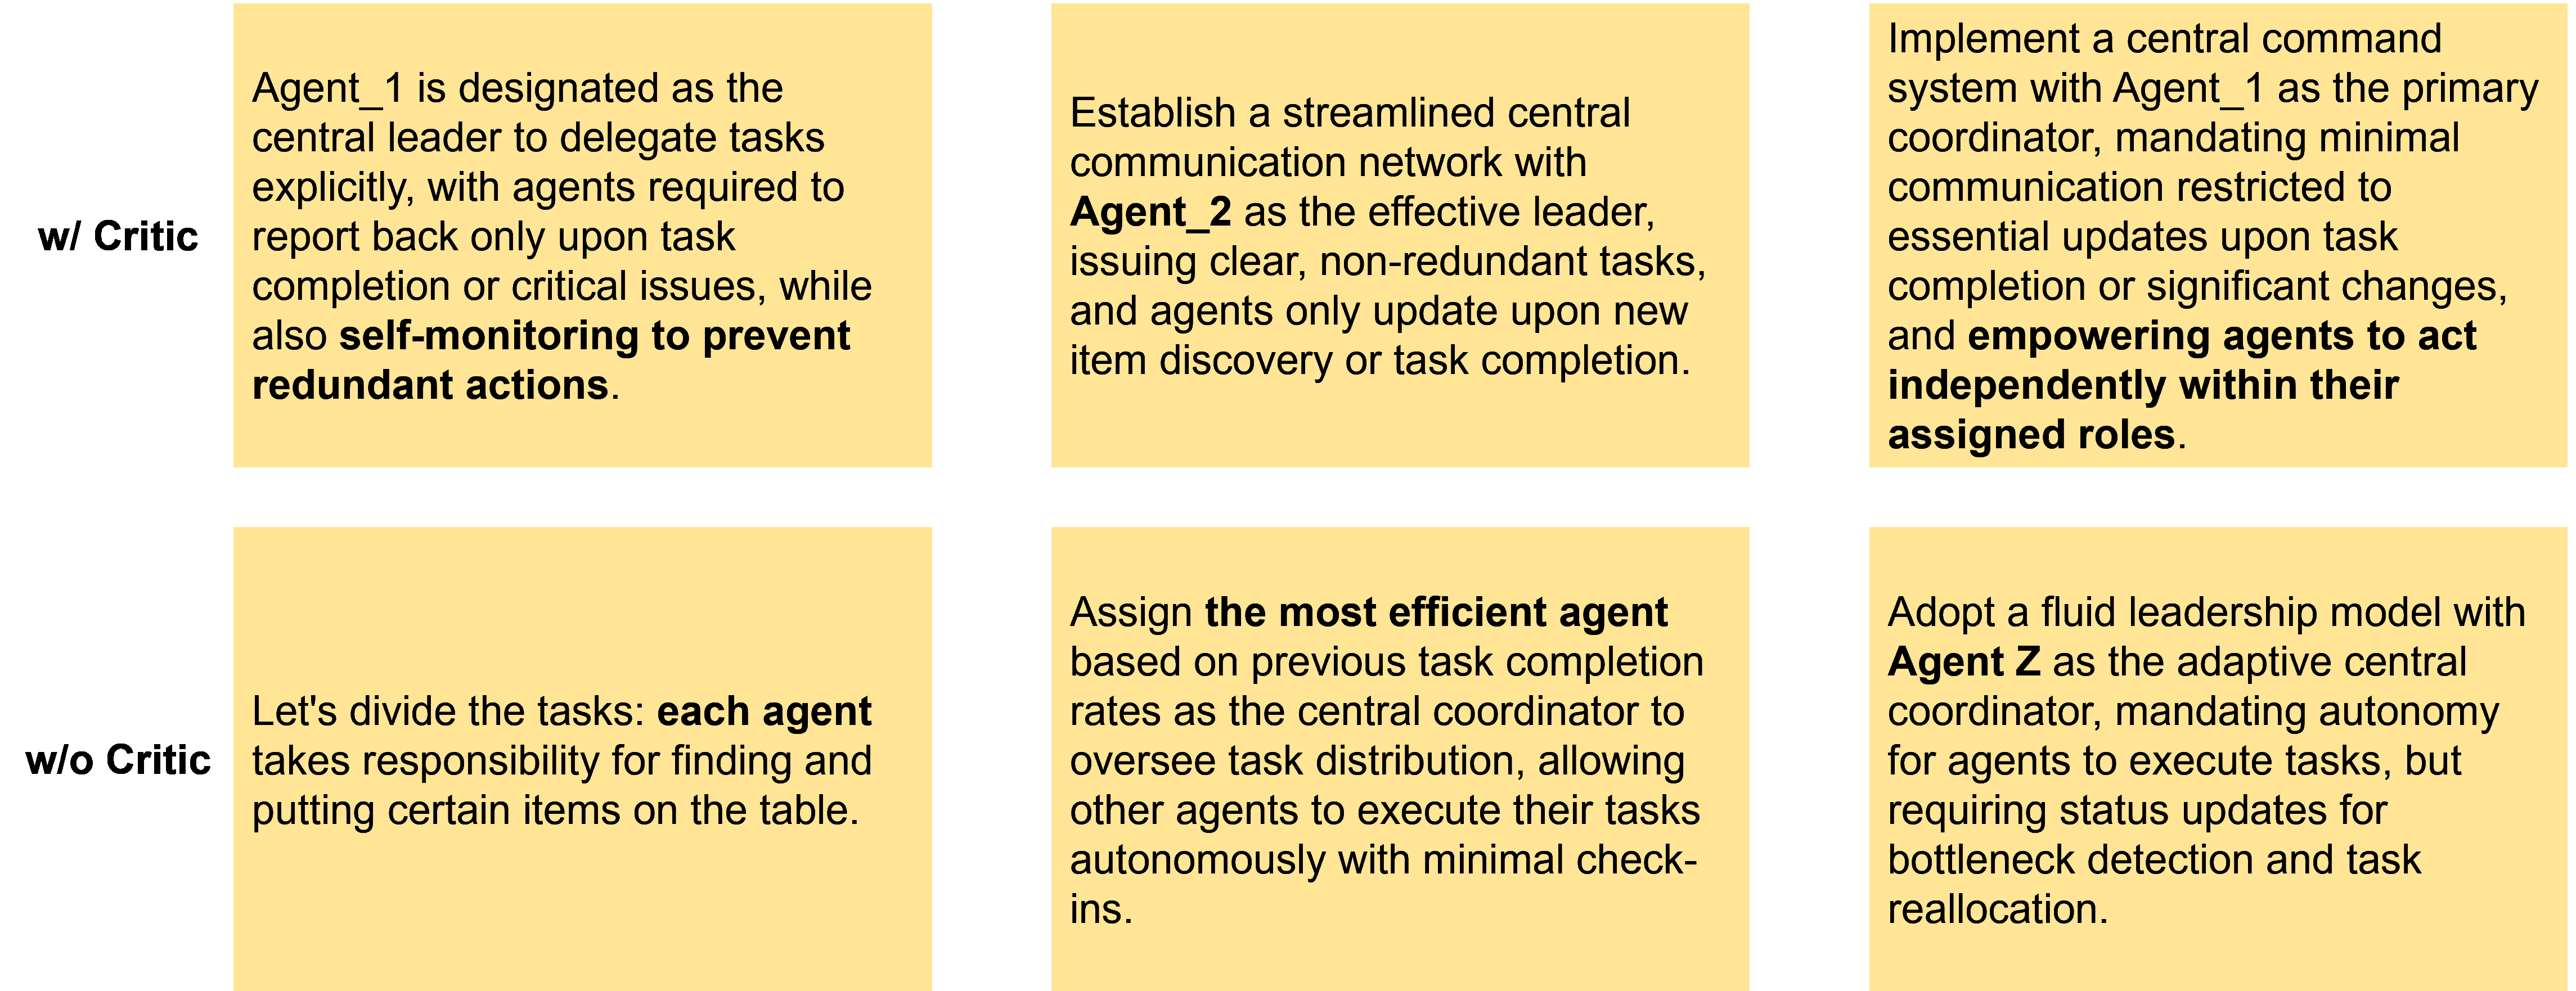 w/ Critic
Agent_1 is designated as the
central leader to delegate tasks
explicitly, with agents required to
report back only upon task
completion or critical issues, while
also self-monitoring to prevent
redundant actions.
Establish a streamlined central
communication network with
Agent_2 as the effective leader,
issuing clear, non-redundant tasks,
and agents only update upon new
item discovery or task completion.
Implement a central command
system with Agent_1 as the primary
coordinator, mandating minimal
communication restricted to
essential updates upon task
completion or significant changes,
and empowering agents to act
independently within their
assigned roles.
w/o Critic
Let's divide the tasks: each agent
takes responsibility for finding and
putting certain items on the table.
Assign the most efficient agent
based on previous task completion
rates as the central coordinator to
oversee task distribution, allowing
other agents to execute their tasks
autonomously with minimal check-
ins.
Adopt a fluid leadership model with
Agent Z as the adaptive central
coordinator, mandating autonomy
for agents to execute tasks, but
requiring status updates for
bottleneck detection and task
reallocation.